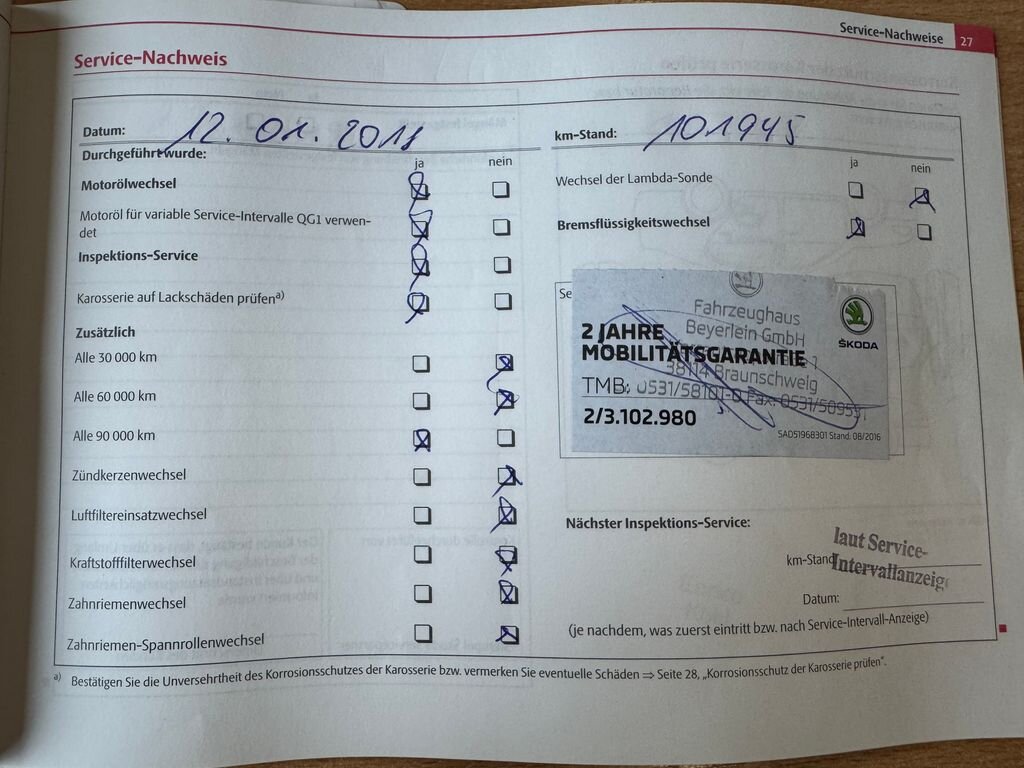 Service-Nachweise 27
Service-Nachweis
Datum: 12. 01. 2018
Durchgeführt wurde:
ja nein
Motorölwechsel
Motoröl für variable Service-Intervalle QG1 verwen-
det
Inspektions-Service
Karosserie auf Lackschäden prüfen a)
Zusätzlich
Alle 30 000 km
Alle 60 000 km
Alle 90 000 km
Zündkerzenwechsel
Luftfiltereinsatzwechsel
Kraftstofffilterwechsel
Zahnriemenwechsel
Zahnriemen-Spannrollenwechsel
km-Stand: 101945
ja nein
Wechsel der Lambda-Sonde
Bremsflüssigkeitswechsel
Se
Fahrzeughaus
Beyerlein GmbH
38114 Braunschweig
0531/58101-0 Fax:
ŠKODA
2 JAHRE
MOBILITÄTSGARANTIE
TMB:
2/3.102.980
SAD51968301 Stand: 08/2016
Nächster Inspektions-Service:
km-Stand
laut Service-
Intervallanzeige
Datum:
(je nachdem, was zuerst eintritt bzw. nach Service-Intervall-Anzeige)
a) Bestätigen Sie die Unversehrtheit des Korrosionsschutzes der Karosserie bzw. vermerken Sie eventuelle Schäden ⇒ Seite 28, „Korrosionsschutz der Karosserie prüfen“.